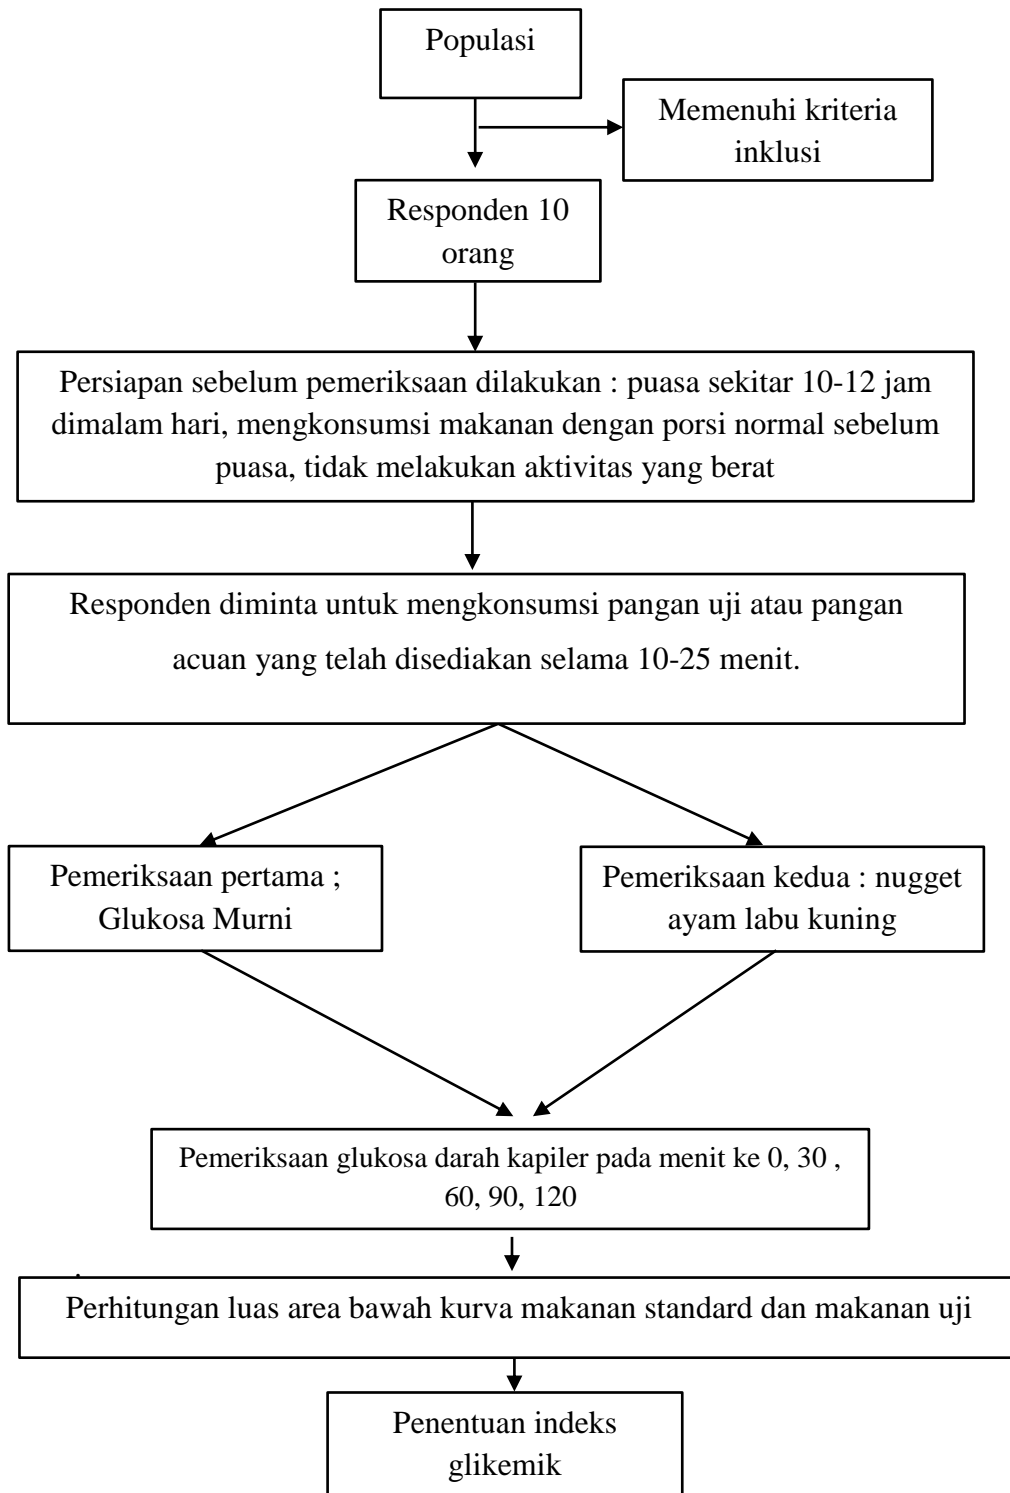 Populasi
Memenuhi kriteria
inklusi
Responden 10
orang
Persiapan sebelum pemeriksaan dilakukan : puasa sekitar 10-12 jam
dimalam hari, mengkonsumsi makanan dengan porsi normal sebelum
puasa, tidak melakukan aktivitas yang berat
Responden diminta untuk mengkonsumsi pangan uji atau pangan
acuan yang telah disediakan selama 10-25 menit.
Pemeriksaan pertama ;
Glukosa Murni
Pemeriksaan kedua : nugget
ayam labu kuning
Pemeriksaan glukosa darah kapiler pada menit ke 0, 30 ,
60, 90, 120
Perhitungan luas area bawah kurva makanan standard dan makanan uji
Penentuan indeks
glikemik